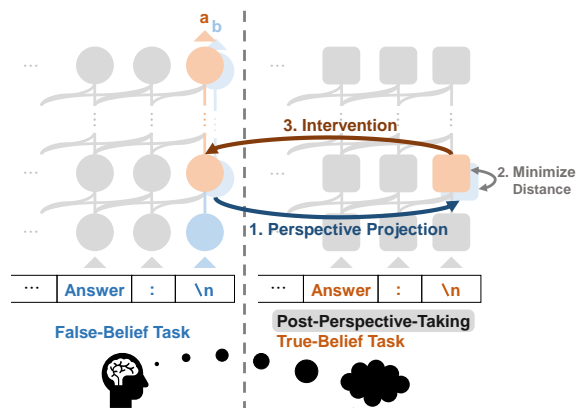 a
b
...
...
...
...
3. Intervention
...
...
2. Minimize
Distance
1. Perspective Projection
... Answer : \n
... Answer : \n
Post-Perspective-Taking
False-Belief Task
True-Belief Task